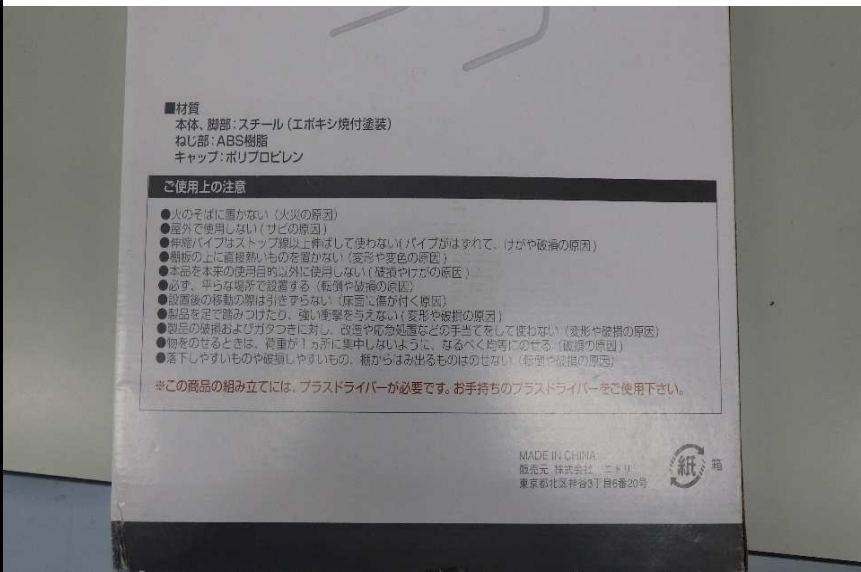 ■材質
本体、脚部：スチール（エポキシ焼付塗装）
ねじ部：ABS樹脂
キャップ：ポリプロピレン
ご使用上の注意
●火のそばに置かない（火災の原因）
●屋外で使用しない（サビの原因）
●伸縮パイプはストップ線以上伸ばして使わない（パイプがはずれて、けがや破損の原因）
●棚板の上に直接熱いものを置かない（変形や変色の原因）
●本品を本来の使用目的以外に使用しない（破損やけがの原因）
●必ず、平らな場所で設置する（転倒や破損の原因）
●設置後の移動の際は引きずらない（床面に傷が付く原因）
●製品を足で踏みつけたり、強い衝撃を与えない（変形や破損の原因）
●製品の破損およびガタつきに対し、改造や応急処置などの手当てをして使わない（変形や破損の原因）
●物をのせるときは、荷重が1ヵ所に集中しないように、なるべく均等にのせる（破損の原因）
●落下しやすいものや破損しやすいもの、棚からはみ出るものはのせない（転倒や破損の原因）
※この商品の組み立てには、プラスドライバーが必要です。お手持ちのプラスドライバーをご使用下さい。
MADE IN CHINA
販売元 株式会社 ニトリ
東京都北区神谷3丁目6番20号
紙 箱